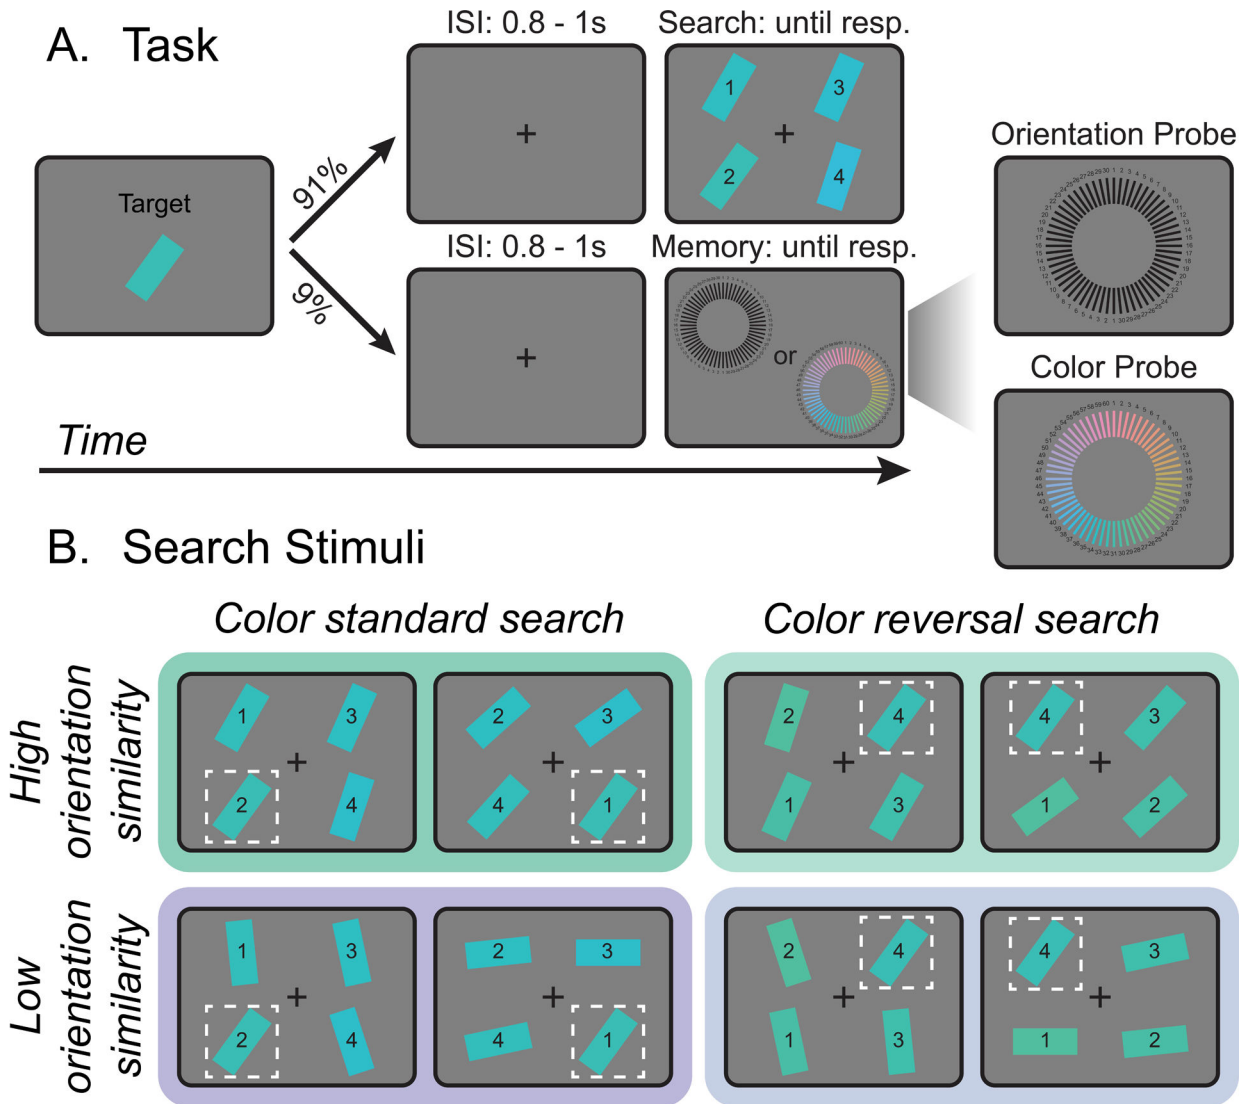 A. Task
ISI: 0.8 - 1s
Search: until resp.
1
3
2
4
Target
91%
9%
ISI: 0.8 - 1s
Memory: until resp.
or
Orientation Probe
Color Probe
Time
B. Search Stimuli
Color standard search
Color reversal search
High
orientation
similarity
1 3
2 4
2 3
4 1
2 4
1 3
4 3
1 2
Low
orientation
similarity
1 3
2 4
2 3
4 1
2 4
1 3
4 3
1 2